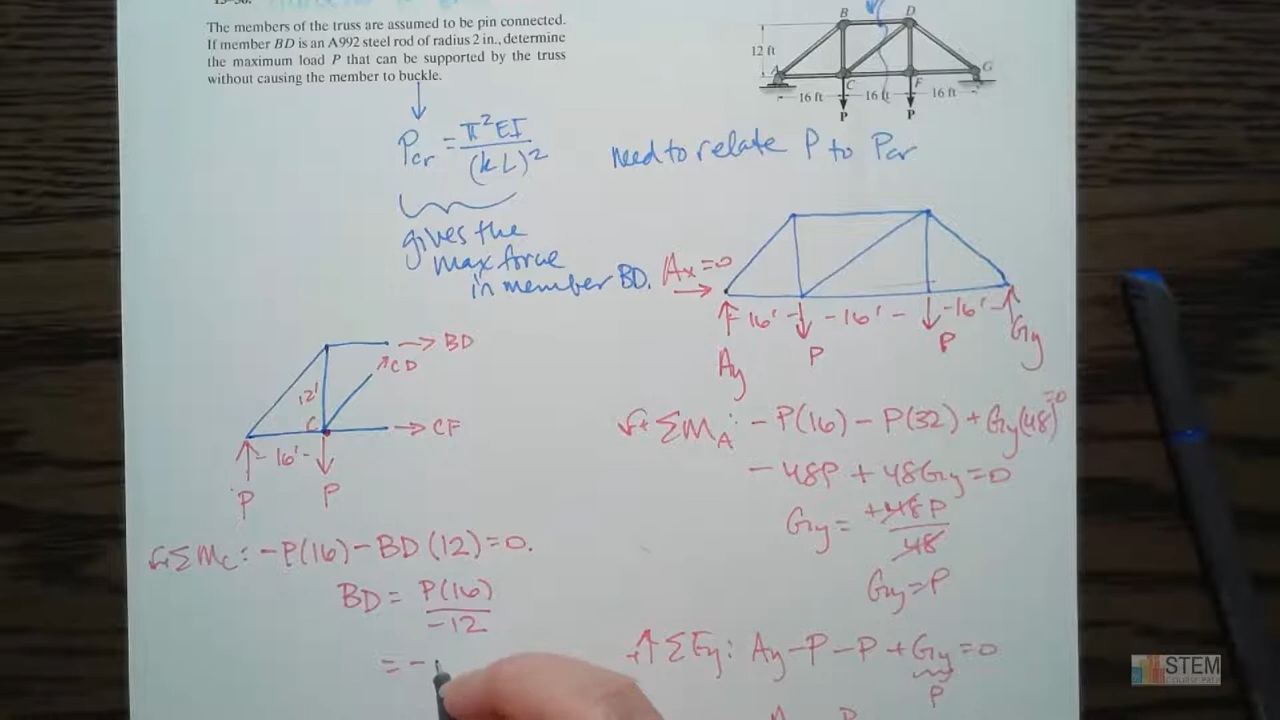 The members of the truss are assumed to be pin connected.
If member BD is an A992 steel rod of radius 2 in., determine
the maximum load P that can be supported by the truss
without causing the member to buckle.
B D
12 ft
A
C F G
16 ft 16 ft 16 ft
P P
Pcr = π²EI / (kL)²
need to relate P to Pcr
gives the
max force
in member BD.
Ax=0
16' 16' 16'
Ay P P Gy
BD
CD
12'
C CF
16'
P P
ΣMA: -P(16) - P(32) + Gy(48) =0
-48P + 48Gy = 0
Gy = +48P / 48
Gy=P
+↑ΣFy: Ay-P-P+Gy=0
P
ΣMc: -P(16) - BD(12)=0.
BD = P(16) / -12
= -
STEM
COURSE PREP